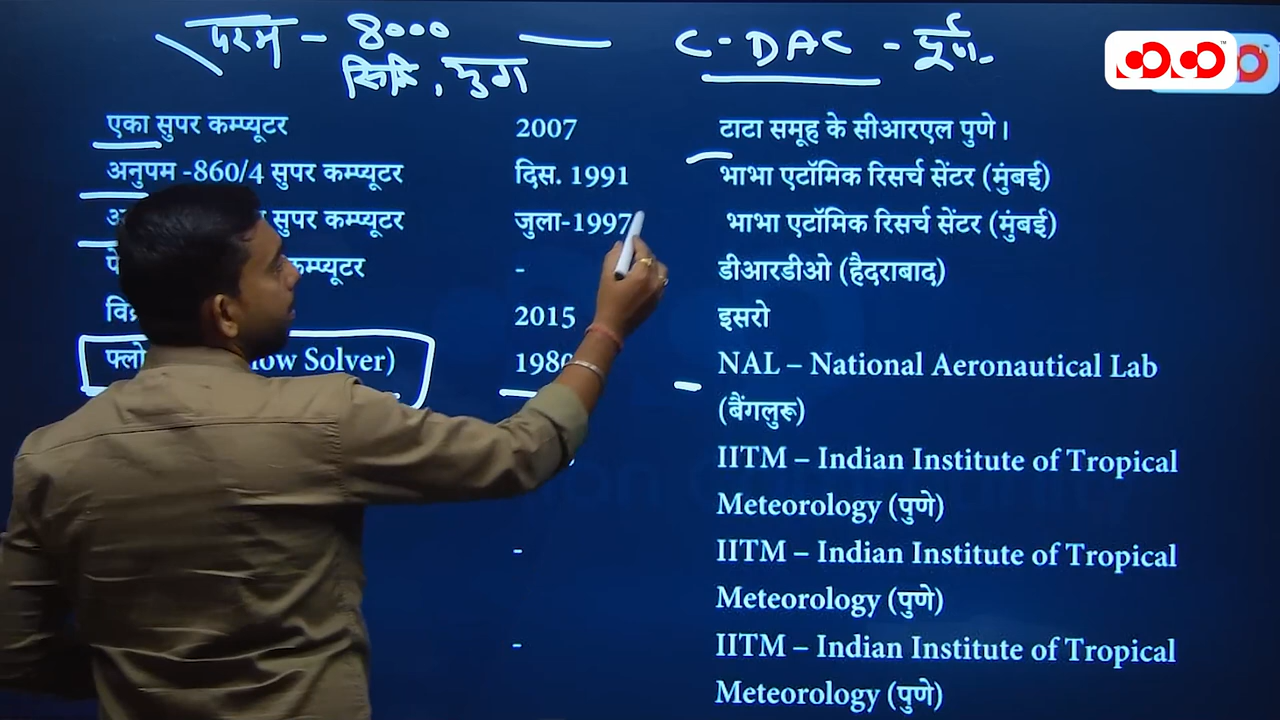 परम - 8000 — C-DAC - पूणे
सिद्धि, युग
एका सुपर कम्प्यूटर 2007 टाटा समूह के सीआरएल पुणे।
अनुपम -860/4 सुपर कम्प्यूटर दिस. 1991 भाभा एटॉमिक रिसर्च सेंटर (मुंबई)
सुपर कम्प्यूटर जुला-1997 भाभा एटॉमिक रिसर्च सेंटर (मुंबई)
कम्प्यूटर - डीआरडीओ (हैदराबाद)
2015 इसरो
Solver) NAL – National Aeronautical Lab
(बैंगलुरू)
IITM – Indian Institute of Tropical
Meteorology (पुणे)
- IITM – Indian Institute of Tropical
Meteorology (पुणे)
- IITM – Indian Institute of Tropical
Meteorology (पुणे)